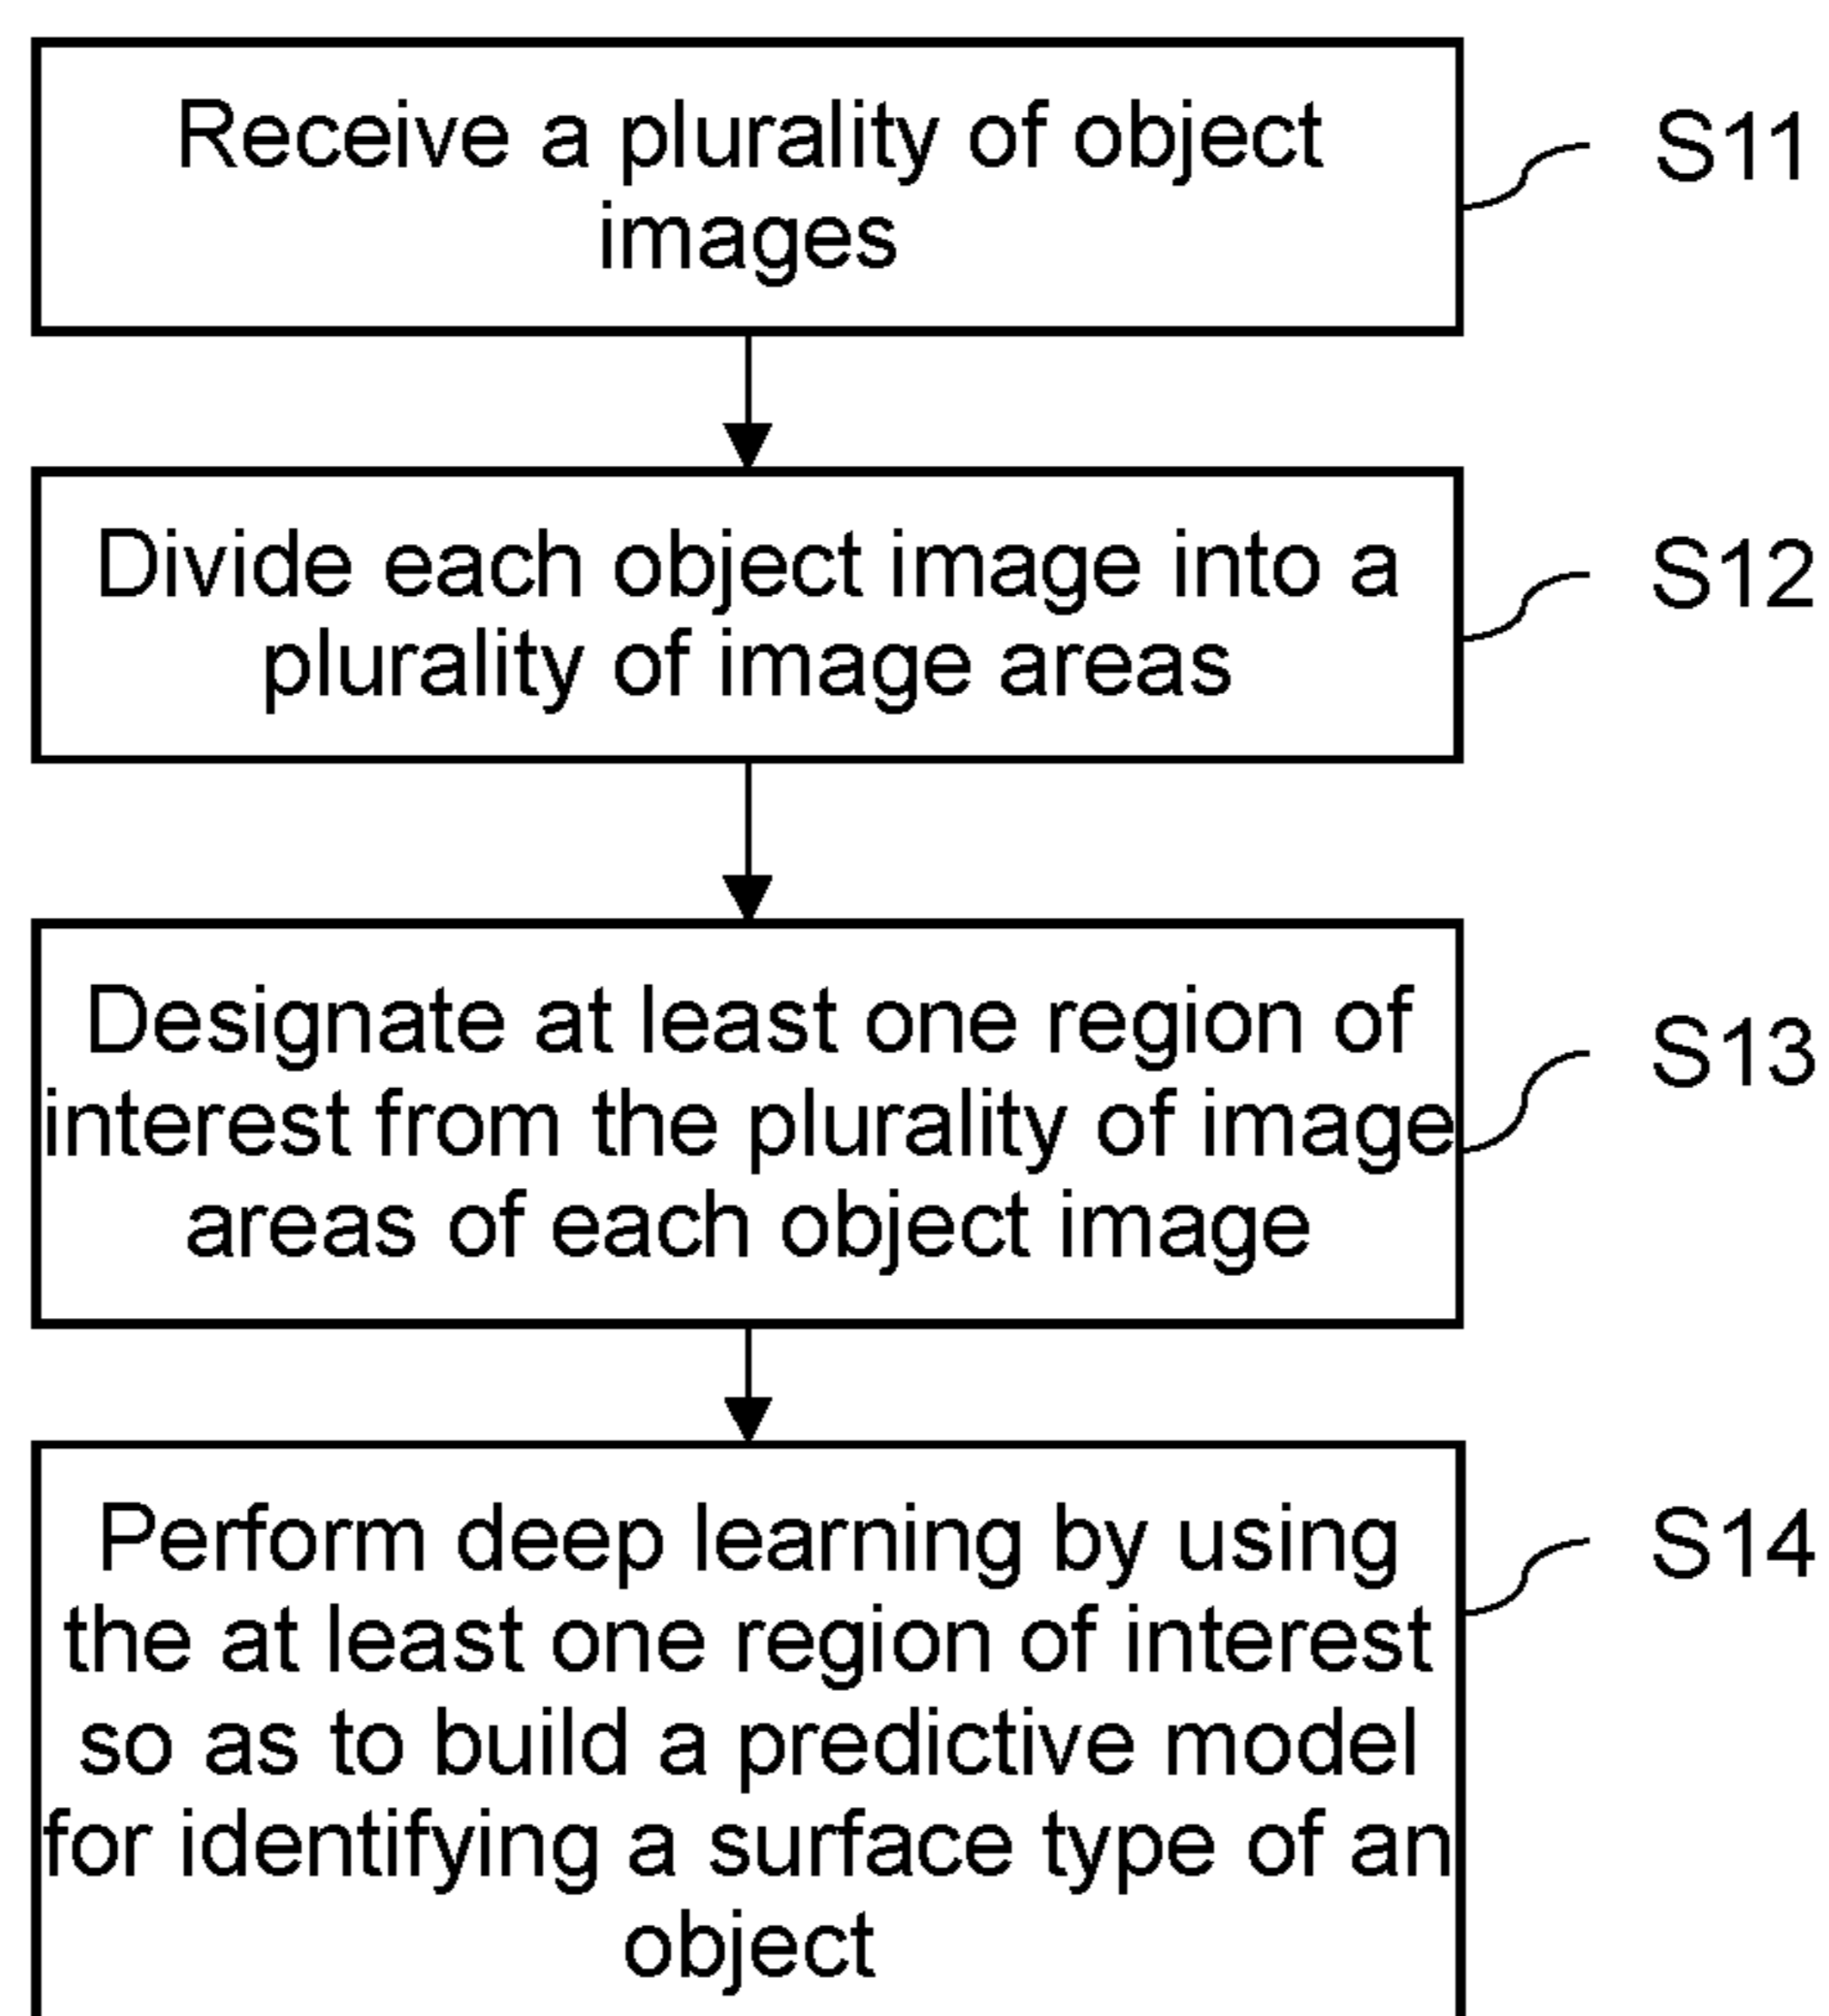 Receive a plurality of object
images
S11
Divide each object image into a
plurality of image areas
S12
Designate at least one region of
interest from the plurality of image
areas of each object image
S13
Perform deep learning by using
the at least one region of interest
so as to build a predictive model
for identifying a surface type of an
object
S14